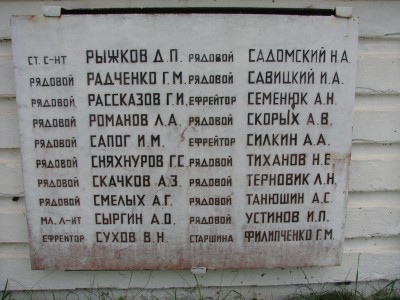 СТ. С-НТ РЫЖКОВ Д.П. РЯДОВОЙ САДОМСКИЙ Н.А.
РЯДОВОЙ РАДЧЕНКО Г.М. РЯДОВОЙ САВИЦКИЙ И.А.
РЯДОВОЙ РАССКАЗОВ Г.И. ЕФРЕЙТОР СЕМЕНЮК А.Н.
РЯДОВОЙ РОМАНОВ Л.А. РЯДОВОЙ СКОРЫХ А.В.
РЯДОВОЙ САПОГ И.М. ЕФРЕЙТОР СИЛКИН А.А.
РЯДОВОЙ СНЯХНУРОВ Г.С. РЯДОВОЙ ТИХАНОВ Н.Е.
РЯДОВОЙ СКАЧКОВ А.З. РЯДОВОЙ ТЕРНОВИК Л.Н.
РЯДОВОЙ СМЕЛЫХ А.Г. РЯДОВОЙ ТАНЮШИН А.С.
МЛ. Л-НТ СЫРГИН А.О. РЯДОВОЙ УСТИНОВ И.П.
ЕФРЕЙТОР СУХОВ В.Н. СТАРШИНА ФИЛИПЧЕНКО Г.М.